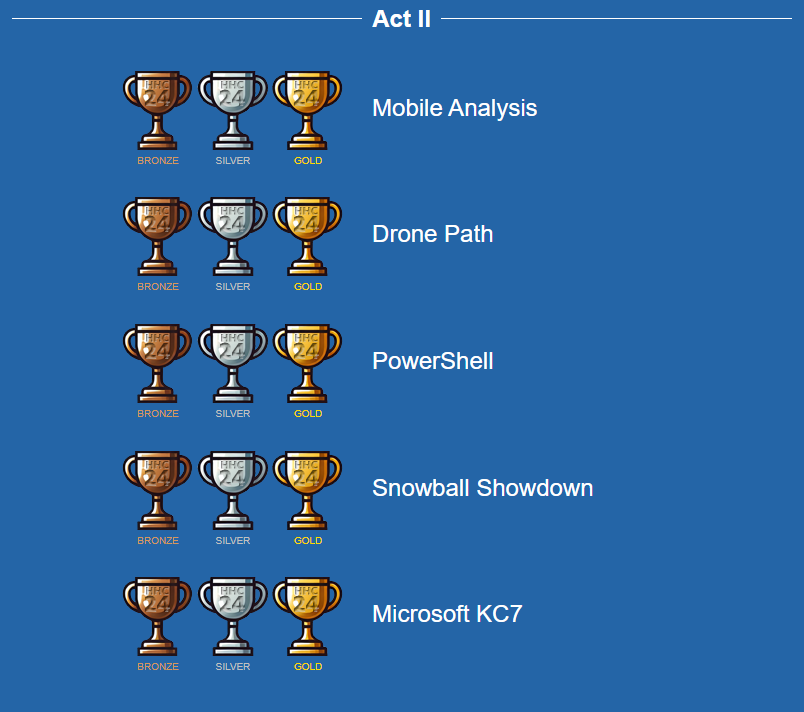 Act II
HHC HHC HHC
24 24 24
BRONZE SILVER GOLD
Mobile Analysis
HHC HHC HHC
24 24 24
BRONZE SILVER GOLD
Drone Path
HHC HHC HHC
24 24 24
BRONZE SILVER GOLD
PowerShell
HHC HHC HHC
24 24 24
BRONZE SILVER GOLD
Snowball Showdown
HHC HHC HHC
24 24 24
BRONZE SILVER GOLD
Microsoft KC7